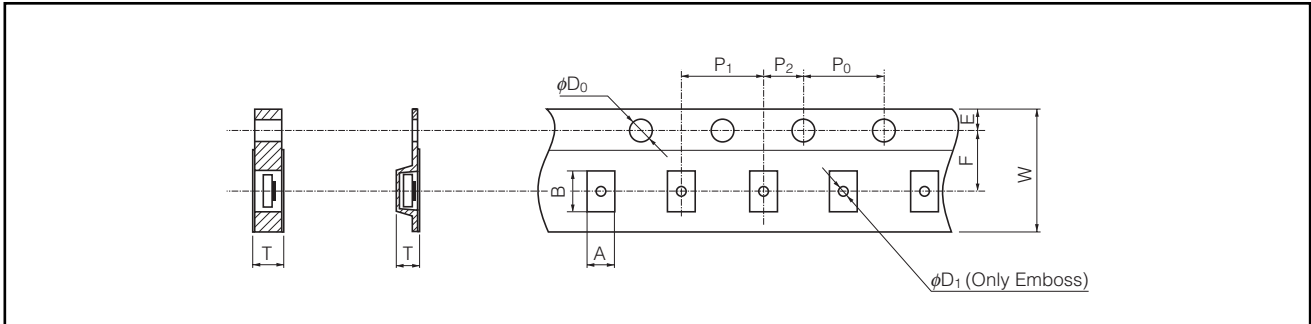 P₁ P₂ P₀
ϕD₀
E
F
W
B
T
T
A
ϕD₁ (Only Emboss)